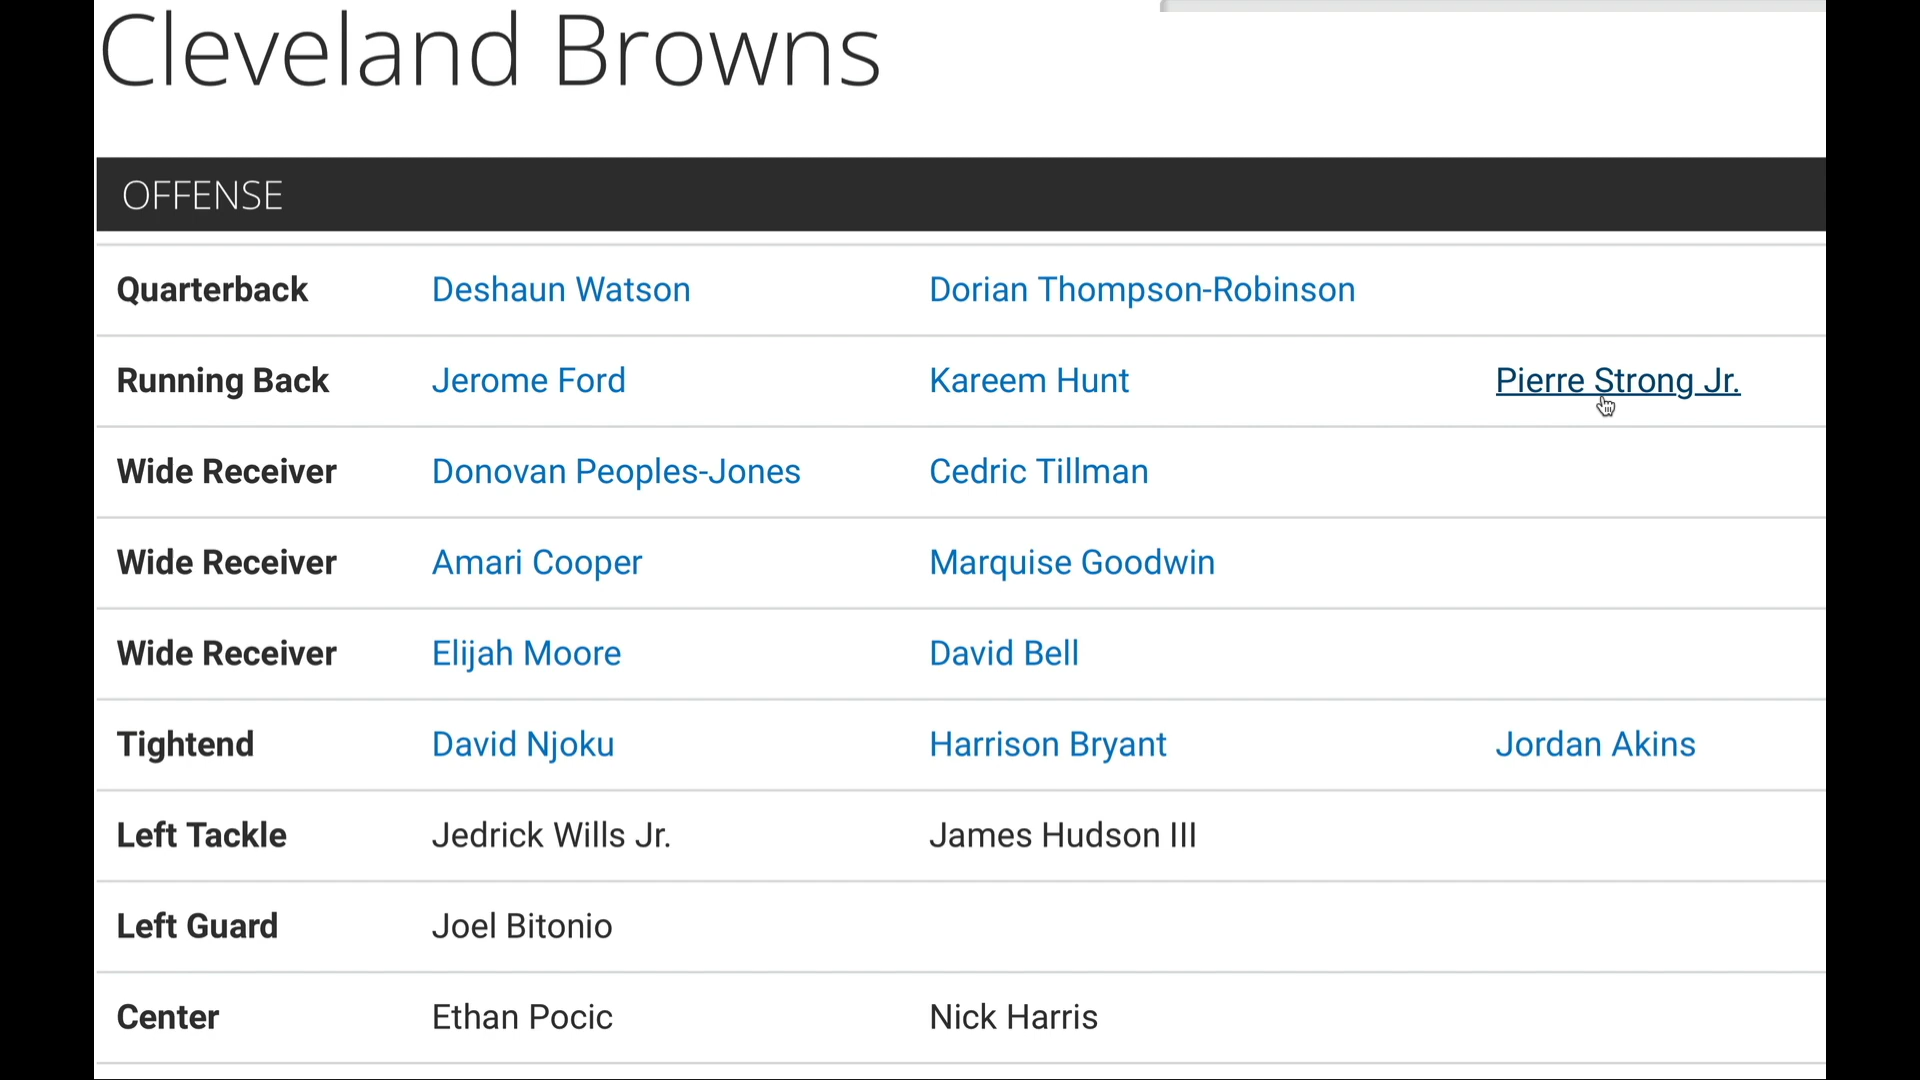 Cleveland Browns
OFFENSE
Quarterback Deshaun Watson Dorian Thompson-Robinson
Running Back Jerome Ford Kareem Hunt Pierre Strong Jr.
Wide Receiver Donovan Peoples-Jones Cedric Tillman
Wide Receiver Amari Cooper Marquise Goodwin
Wide Receiver Elijah Moore David Bell
Tightend David Njoku Harrison Bryant Jordan Akins
Left Tackle Jedrick Wills Jr. James Hudson III
Left Guard Joel Bitonio
Center Ethan Pocic Nick Harris